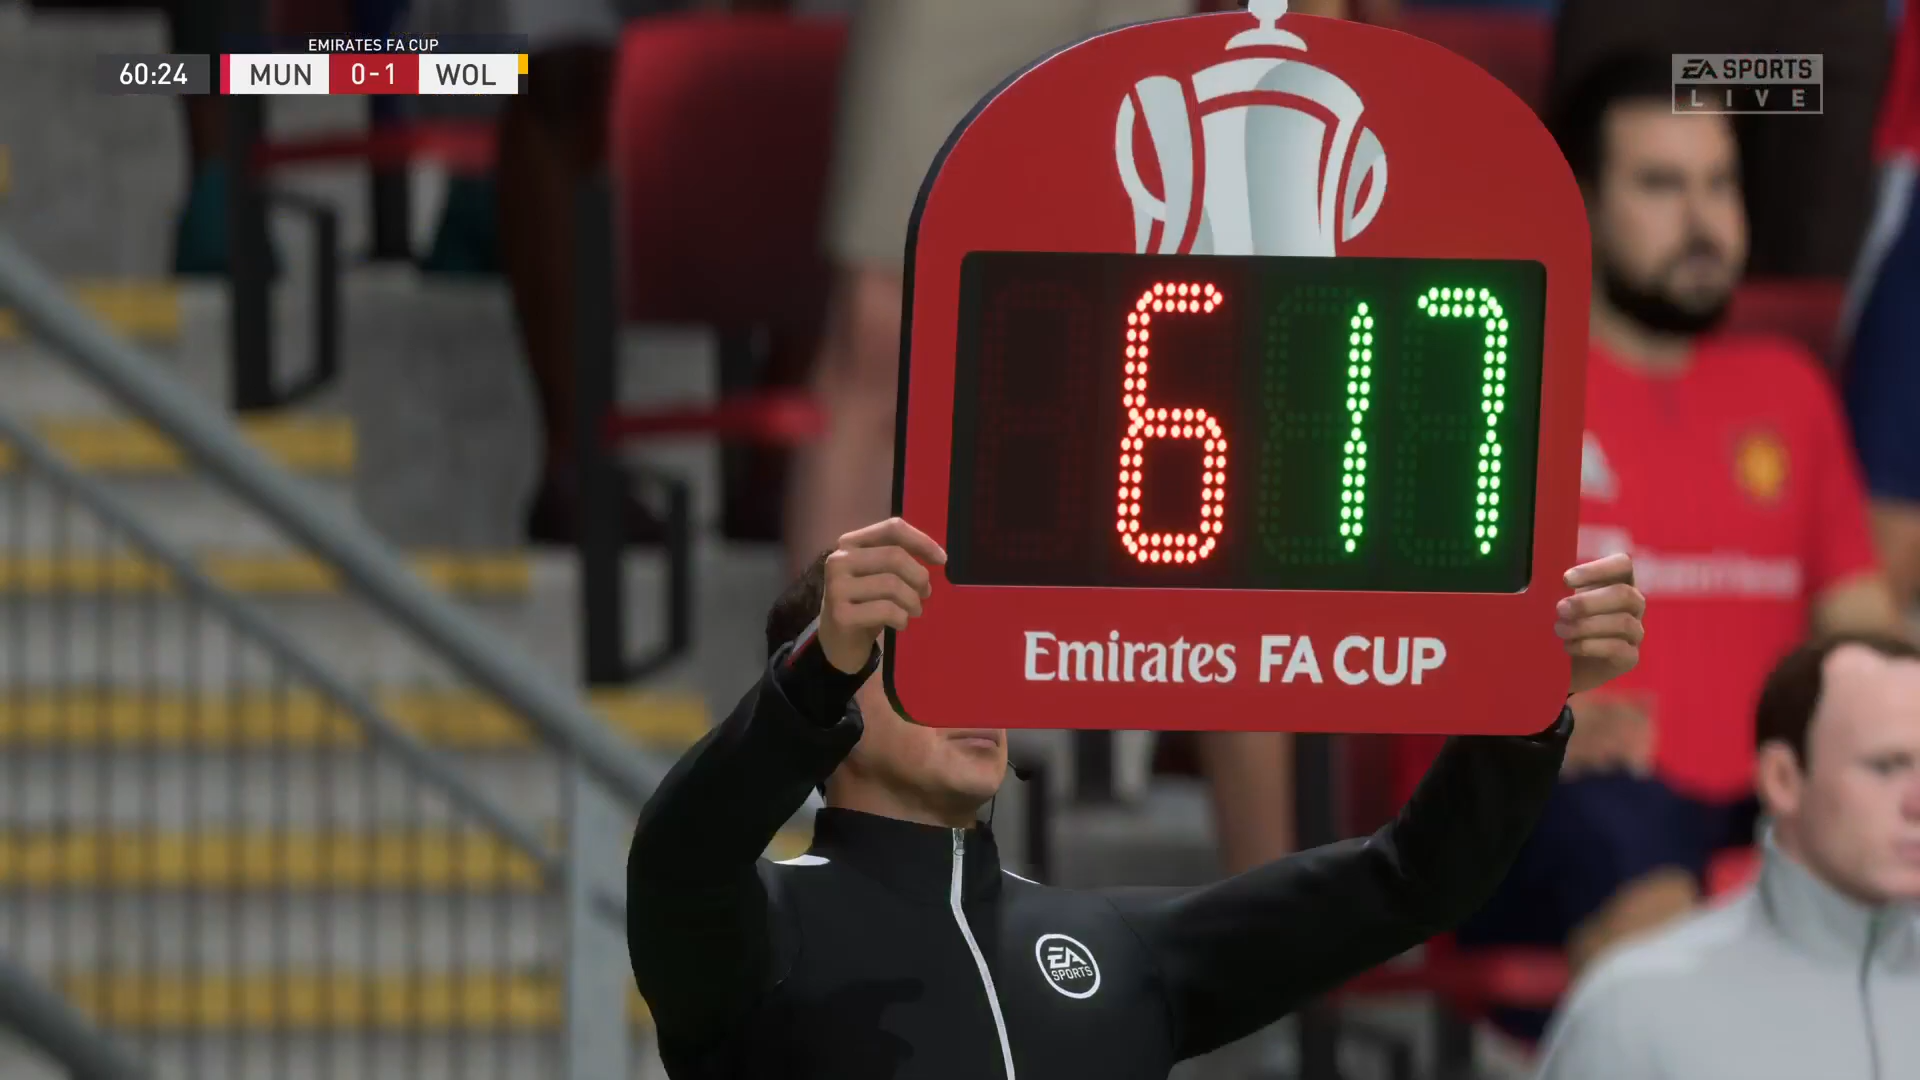 EMIRATES FA CUP
60:24 MUN 0-1 WOL
EA SPORTS
LIVE
6 17
Emirates FA CUP
EA
SPORTS